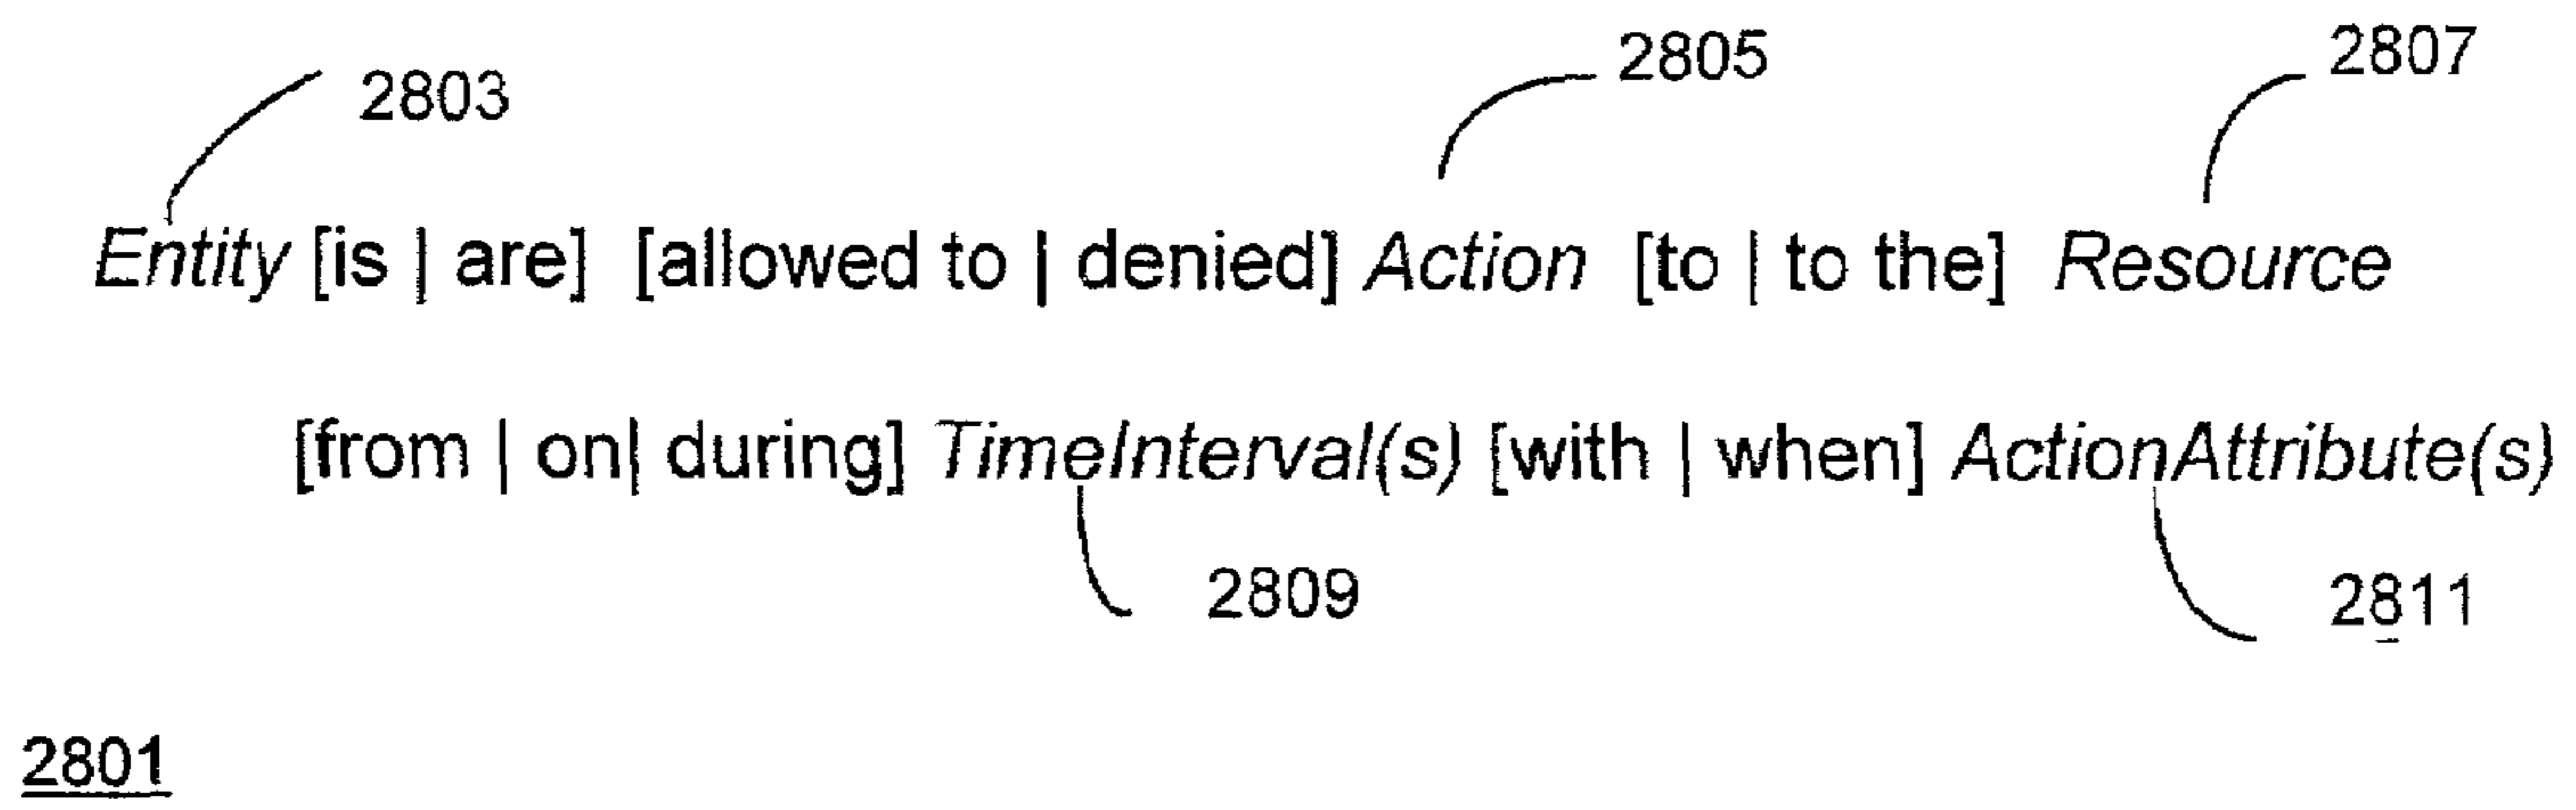 2803 2805 2807
Entity [is | are] [allowed to | denied] Action [to | to the] Resource
[from | on| during] TimeInterval(s) [with | when] ActionAttribute(s)
2809 2811
2801